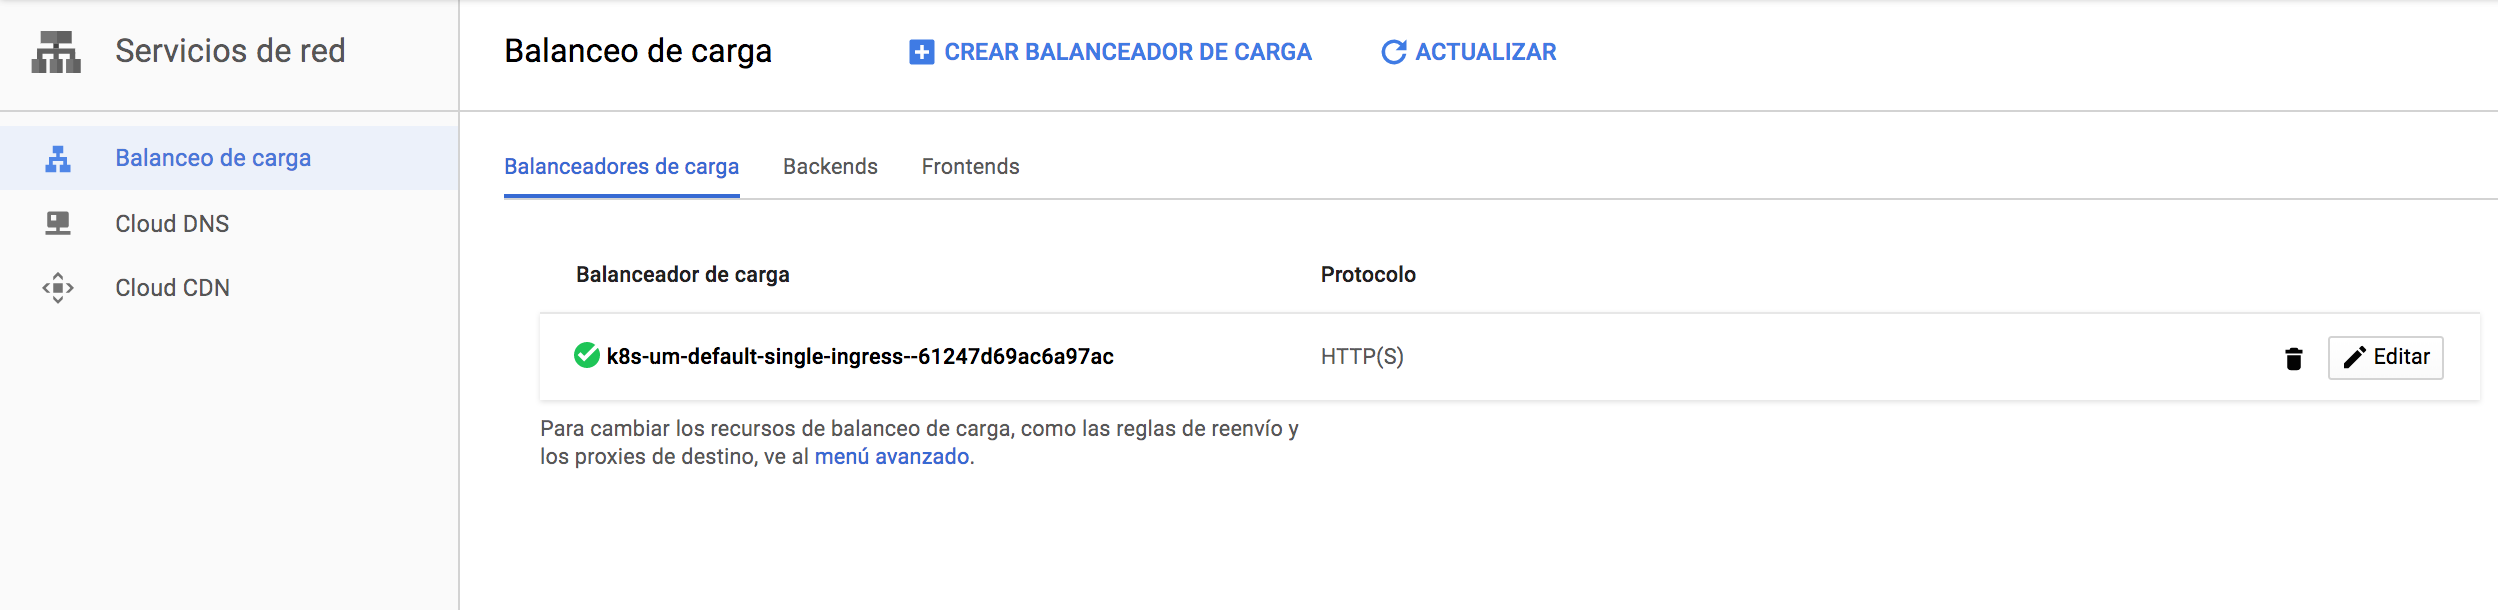 Servicios de red
Balanceo de carga
CREAR BALANCEADOR DE CARGA
ACTUALIZAR
Balanceo de carga
Cloud DNS
Cloud CDN
Balanceadores de carga
Backends
Frontends
Balanceador de carga
Protocolo
k8s-um-default-single-ingress--61247d69ac6a97ac
HTTP(S)
Editar
Para cambiar los recursos de balanceo de carga, como las reglas de reenvío y
los proxies de destino, ve al menú avanzado.